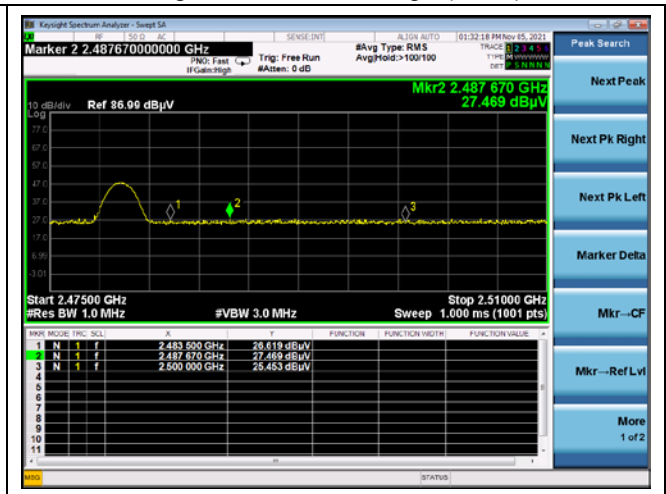 Keysight Spectrum Analyzer - Swept SA
RF 50 Ω AC SENSE:INT ALIGN AUTO 01:32:18 PM Nov 05, 2021
Marker 2 2.487670000000 GHz
PNO: Fast Trig: Free Run
IFGain:High #Atten: 0 dB
#Avg Type: RMS
Avg|Hold:>100/100
TRACE 1 2 3 4 5 6
TYPE M WWWWW
DET P S N N N N
Peak Search
Mkr2 2.487 670 GHz
27.469 dBµV
10 dB/div Ref 86.99 dBµV
Log
77.0
67.0
57.0
47.0
37.0
27.0
17.0
6.99
-3.01
1
2
3
Start 2.47500 GHz Stop 2.51000 GHz
#Res BW 1.0 MHz #VBW 3.0 MHz Sweep 1.000 ms (1001 pts)
MKR MODE TRC SCL X Y FUNCTION FUNCTION WIDTH FUNCTION VALUE
1 N 1 f 2.483 500 GHz 26.619 dBµV
2 N 1 f 2.487 670 GHz 27.469 dBµV
3 N 1 f 2.500 000 GHz 25.453 dBµV
4
5
6
7
8
9
10
11
MSG STATUS
Next Peak
Next Pk Right
Next Pk Left
Marker Delta
Mkr→CF
Mkr→Ref Lvl
More
1 of 2